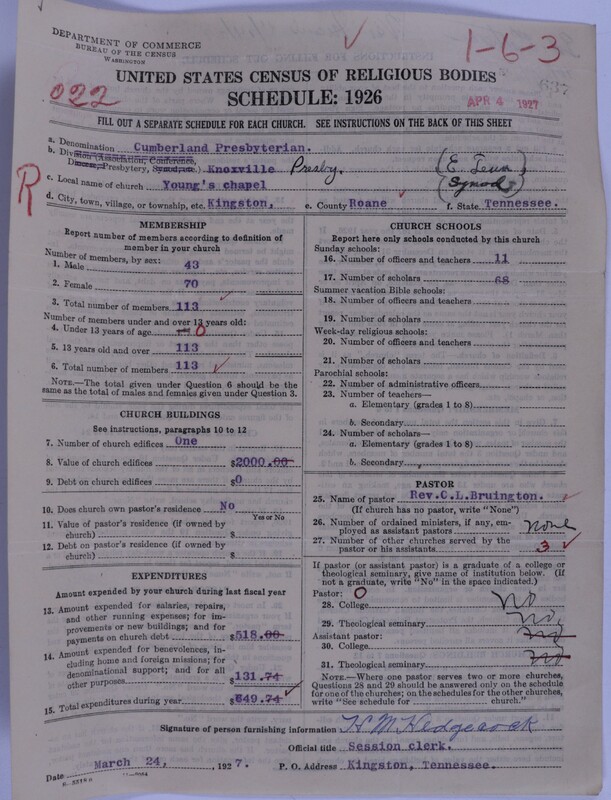 DEPARTMENT OF COMMERCE
BUREAU OF THE CENSUS
WASHINGTON
1-6-3
UNITED STATES CENSUS OF RELIGIOUS BODIES
022
SCHEDULE: 1926
APR 4 1927
637
FILL OUT A SEPARATE SCHEDULE FOR EACH CHURCH. SEE INSTRUCTIONS ON THE BACK OF THIS SHEET
a. Denomination Cumberland Presbyterian.
b. Division (Association, Conference,
Diocese, Presbytery, Synod, etc.) Knoxville Presby. (E. Tenn Synod)
R
c. Local name of church Young's chapel
d. City, town, village, or township, etc. Kingston, e. County Roane f. State Tennessee.
MEMBERSHIP
Report number of members according to definition of
member in your church
Number of members, by sex:
1. Male 43
2. Female 70
3. Total number of members 113
Number of members under and over 13 years old:
4. Under 13 years of age 0
5. 13 years old and over 113
6. Total number of members 113
NOTE.—The total given under Question 6 should be the
same as the total of males and females given under Question 3.
CHURCH BUILDINGS
See instructions, paragraphs 10 to 12
7. Number of church edifices One
8. Value of church edifices $2000.00
9. Debt on church edifices $0
10. Does church own pastor's residence No
Yes or No
11. Value of pastor's residence (if owned by
church) $
12. Debt on pastor's residence (if owned by
church) $
EXPENDITURES
Amount expended by your church during last fiscal year
13. Amount expended for salaries, repairs,
and other running expenses; for im-
provements or new buildings; and for
payments on church debt $518.00
14. Amount expended for benevolences, in-
cluding home and foreign missions; for
denominational support; and for all
other purposes $131.74
15. Total expenditures during year $649.74
CHURCH SCHOOLS
Report here only schools conducted by this church
Sunday schools:
16. Number of officers and teachers 11
17. Number of scholars 68
Summer vacation Bible schools:
18. Number of officers and teachers
19. Number of scholars
Week-day religious schools:
20. Number of officers and teachers
21. Number of scholars
Parochial schools:
22. Number of administrative officers
23. Number of teachers—
a. Elementary (grades 1 to 8)
b. Secondary
24. Number of scholars—
a. Elementary (grades 1 to 8)
b. Secondary
PASTOR
25. Name of pastor Rev.C.L.Bruington.
(If church has no pastor, write "None")
26. Number of ordained ministers, if any, em-
ployed as assistant pastors none
27. Number of other churches served by the
pastor or his assistants 3
If pastor (or assistant pastor) is a graduate of a college or
theological seminary, give name of institution below. (If
not a graduate, write "No" in the space indicated.)
Pastor: O
28. College No
29. Theological seminary No.
Assistant pastor:
30. College No
31. Theological seminary No
NOTE.—Where one pastor serves two or more churches,
Questions 28 and 29 should be answered only on the schedule
for one of the churches; on the schedules for the other churches,
write "See schedule for church."
Signature of person furnishing information H M Hedgecock
Official title Session clerk.
Date March 24, , 1927. P. O. Address Kingston, Tennessee.